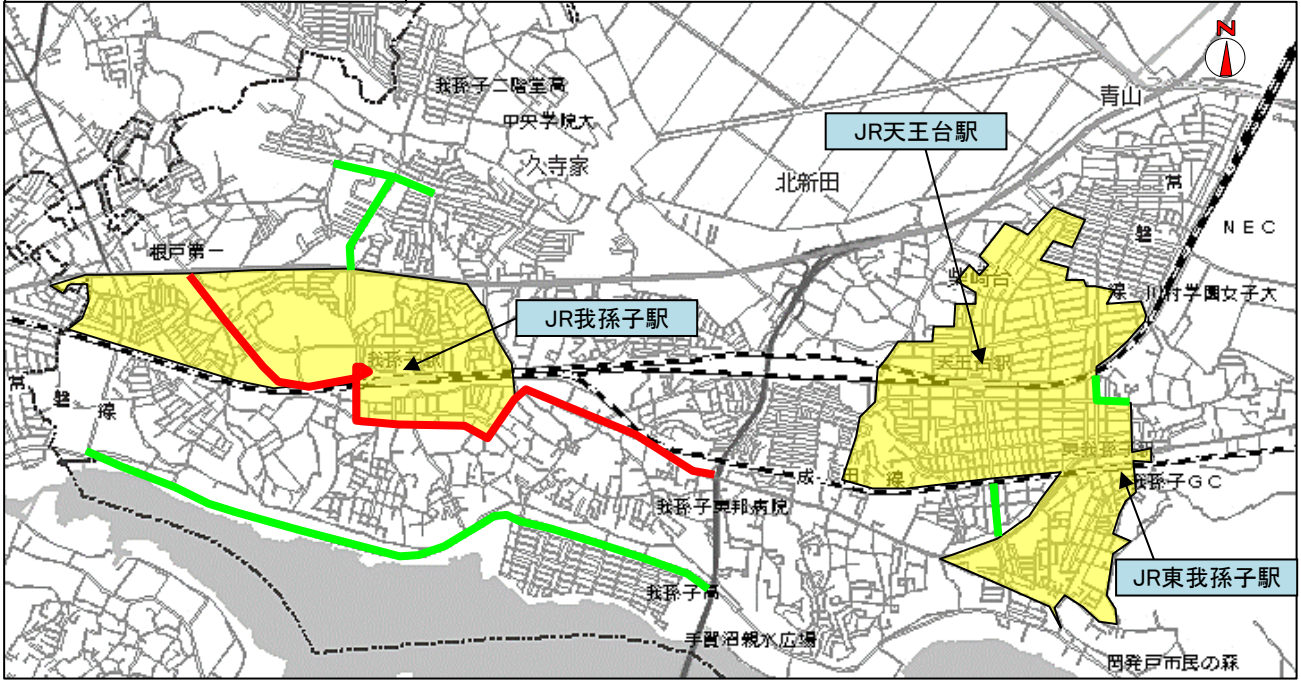 N
青山
我孫子二階堂高
中央学院大
JR天王台駅
久寺家
北新田
常
磐
線
NEC
根戸第一
柴崎台
川村学園女子大
JR我孫子駅
天王台駅
常
磐
線
東我孫子駅
成
田
線
我孫子GC
我孫子東邦病院
JR東我孫子駅
我孫子高
手賀沼親水広場
岡発戸市民の森